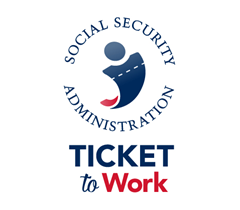 SOCIAL SECURITY
ADMINISTRATION
TICKET
to Work